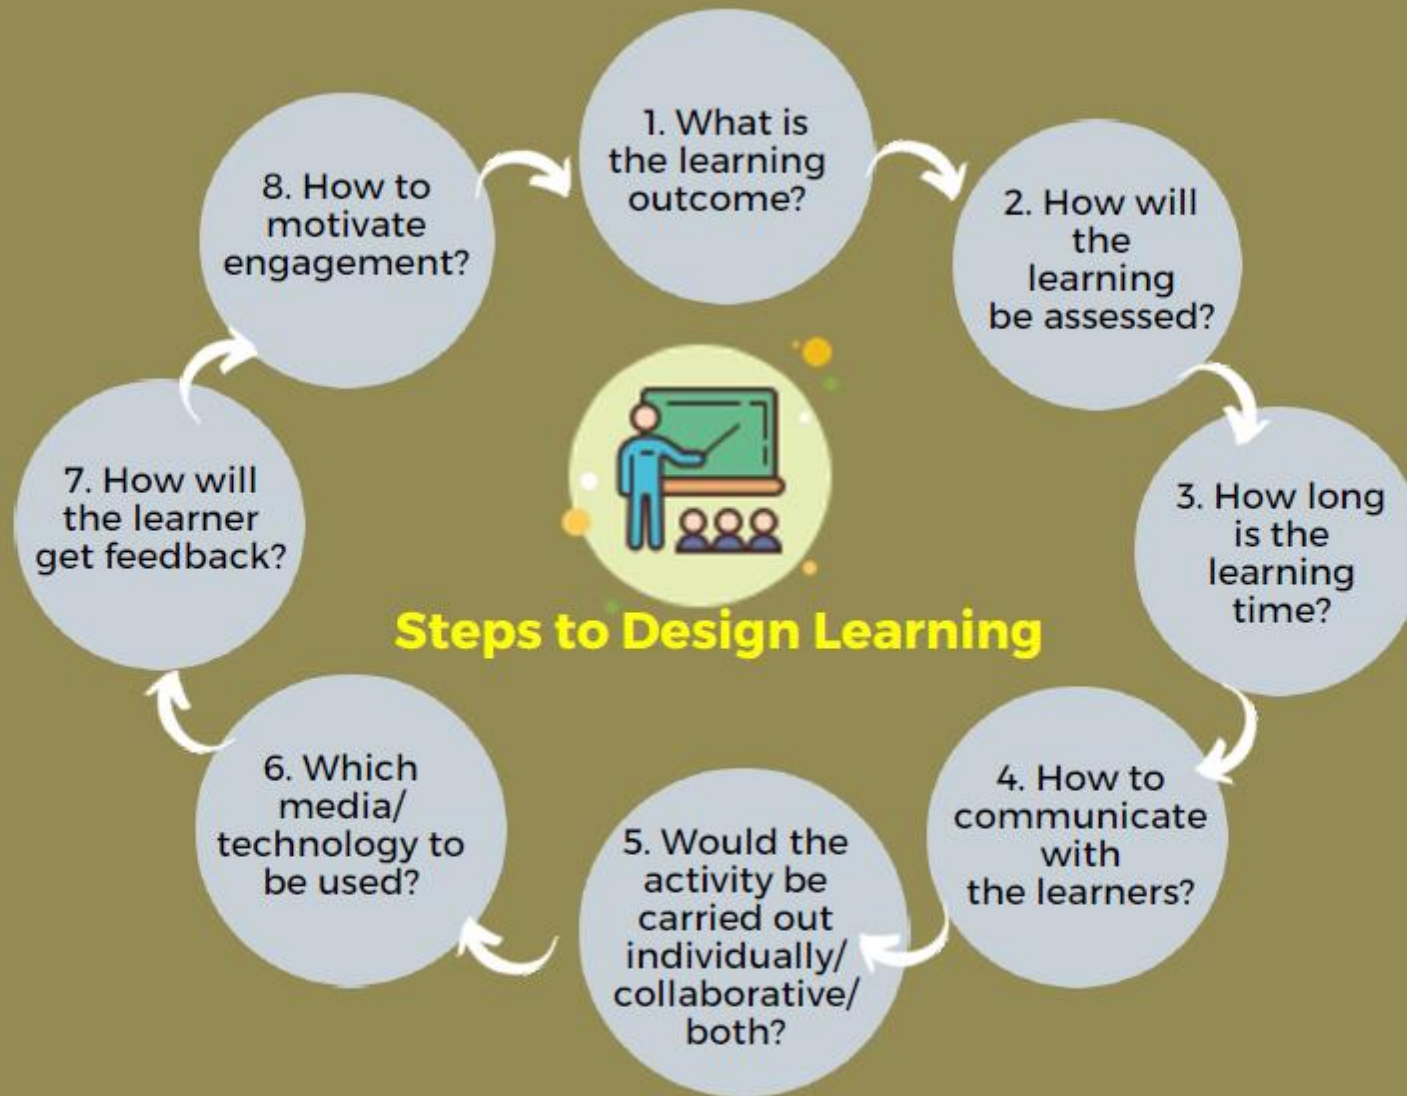 1. What is
the learning
outcome?
2. How will
the
learning
be assessed?
3. How long
is the
learning
time?
4. How to
communicate
with
the learners?
5. Would the
activity be
carried out
individually/
collaborative/
both?
6. Which
media/
technology to
be used?
7. How will
the learner
get feedback?
8. How to
motivate
engagement?
Steps to Design Learning